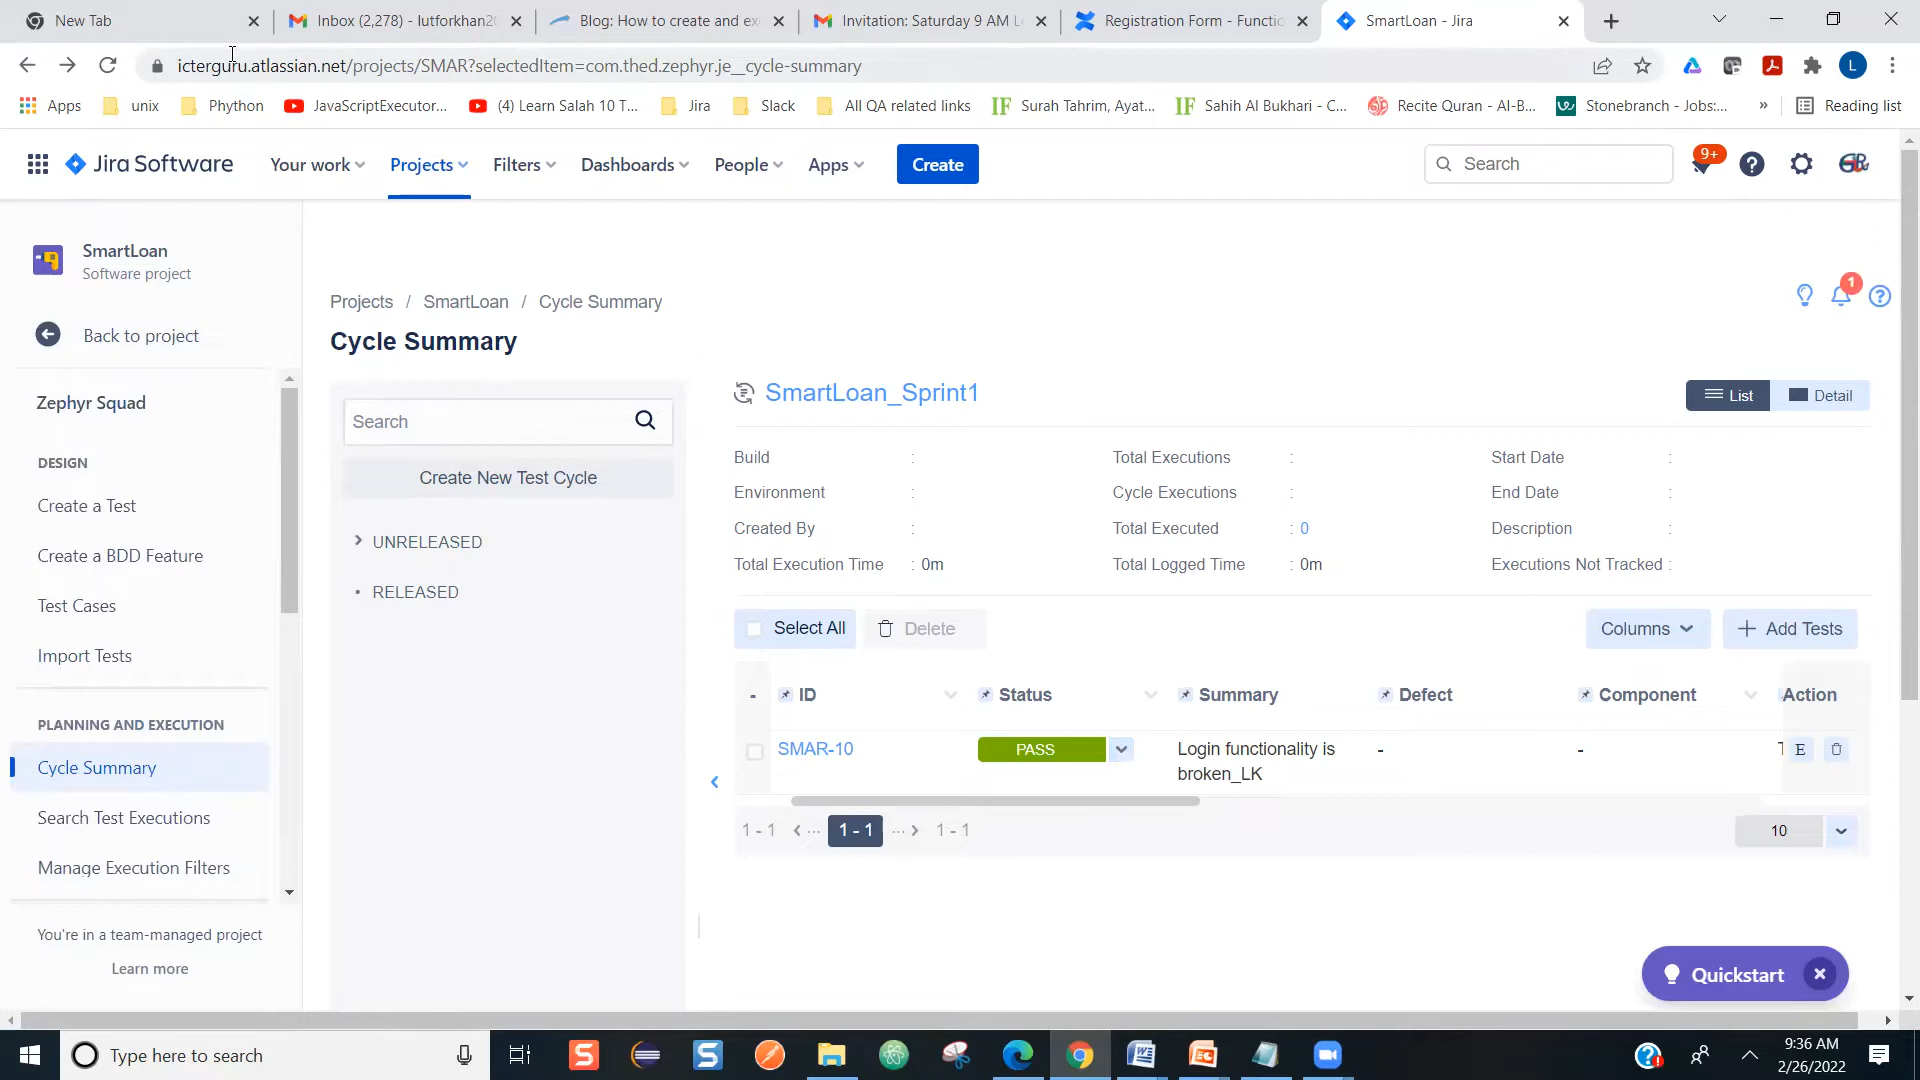 New Tab
Inbox (2,278) - lutforkhan20
Blog: How to create and exe
Invitation: Saturday 9 AM Le
Registration Form - Functio
SmartLoan - Jira
icterguru.atlassian.net/projects/SMAR?selectedItem=com.thed.zephyr.je__cycle-summary
L
Apps
unix
Phython
JavaScriptExecutor...
(4) Learn Salah 10 T...
Jira
Slack
All QA related links
IF Surah Tahrim, Ayat...
IF Sahih Al Bukhari - C...
Recite Quran - Al-B...
Stonebranch - Jobs:...
»
Reading list
Jira Software
Your work
Projects
Filters
Dashboards
People
Apps
Create
Search
9+
SmartLoan
Software project
Back to project
Zephyr Squad
DESIGN
Create a Test
Create a BDD Feature
Test Cases
Import Tests
PLANNING AND EXECUTION
Cycle Summary
Search Test Executions
Manage Execution Filters
You're in a team-managed project
Learn more
Projects / SmartLoan / Cycle Summary
1
Cycle Summary
Search
Create New Test Cycle
UNRELEASED
RELEASED
SmartLoan_Sprint1
List
Detail
Build :
Total Executions :
Start Date :
Environment :
Cycle Executions :
End Date :
Created By :
Total Executed : 0
Description :
Total Execution Time : 0m
Total Logged Time : 0m
Executions Not Tracked :
Select All
Delete
Columns
+ Add Tests
- ID Status Summary Defect Component Action
SMAR-10 PASS Login functionality is - - E
broken_LK
1 - 1 < ... 1 - 1 ... > 1 - 1
10
Quickstart
Type here to search
9:36 AM
2/26/2022